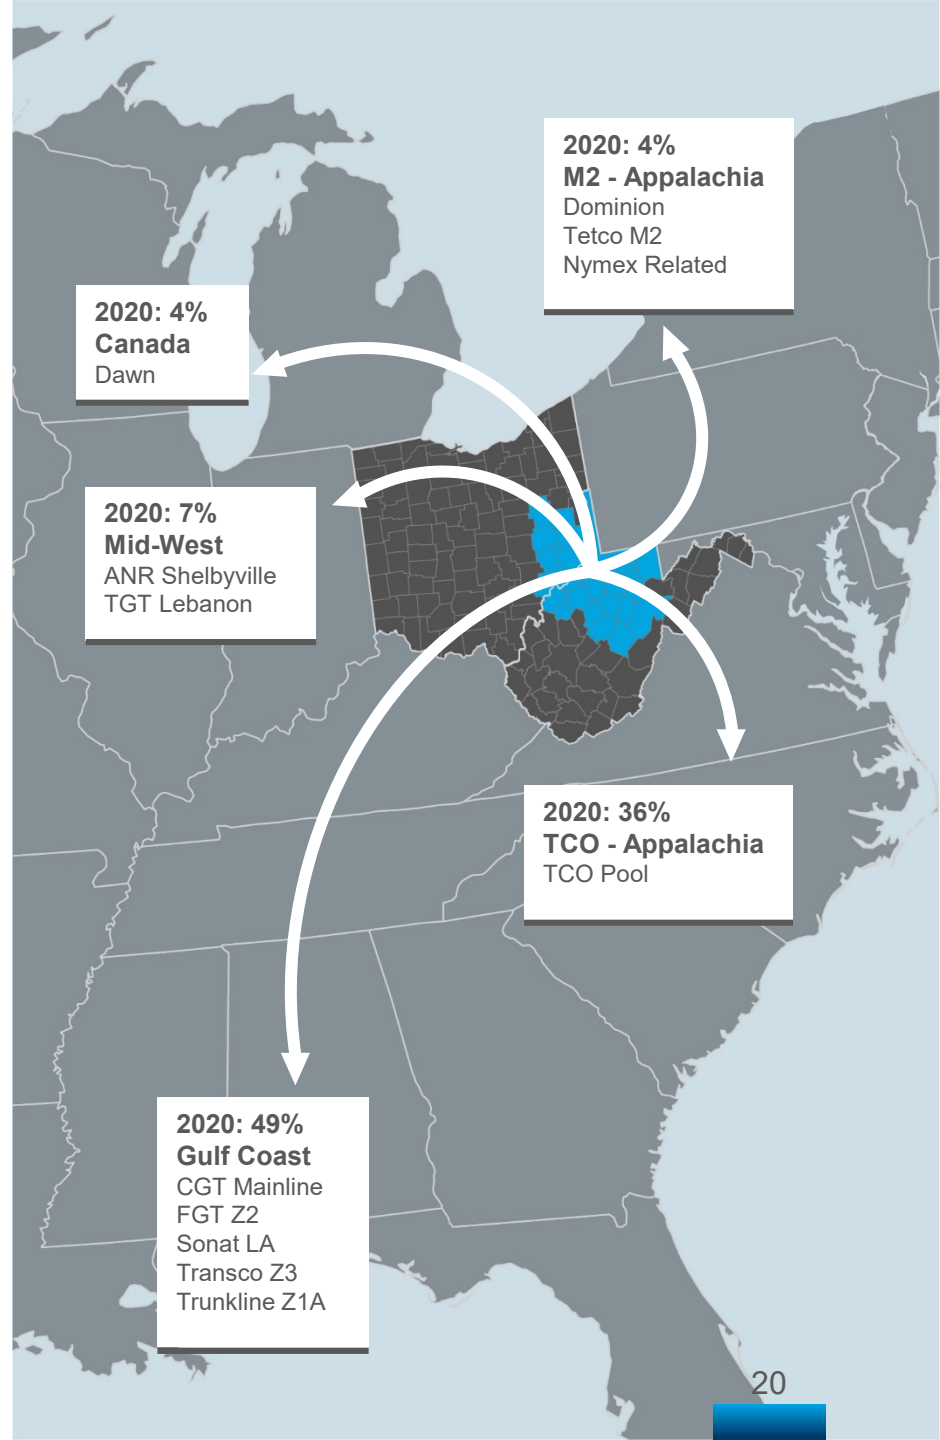 2020: 4%
M2 - Appalachia
Dominion
Tetco M2
Nymex Related
2020: 4%
Canada
Dawn
2020: 7%
Mid-West
ANR Shelbyville
TGT Lebanon
2020: 36%
TCO - Appalachia
TCO Pool
2020: 49%
Gulf Coast
CGT Mainline
FGT Z2
Sonat LA
Transco Z3
Trunkline Z1A
20